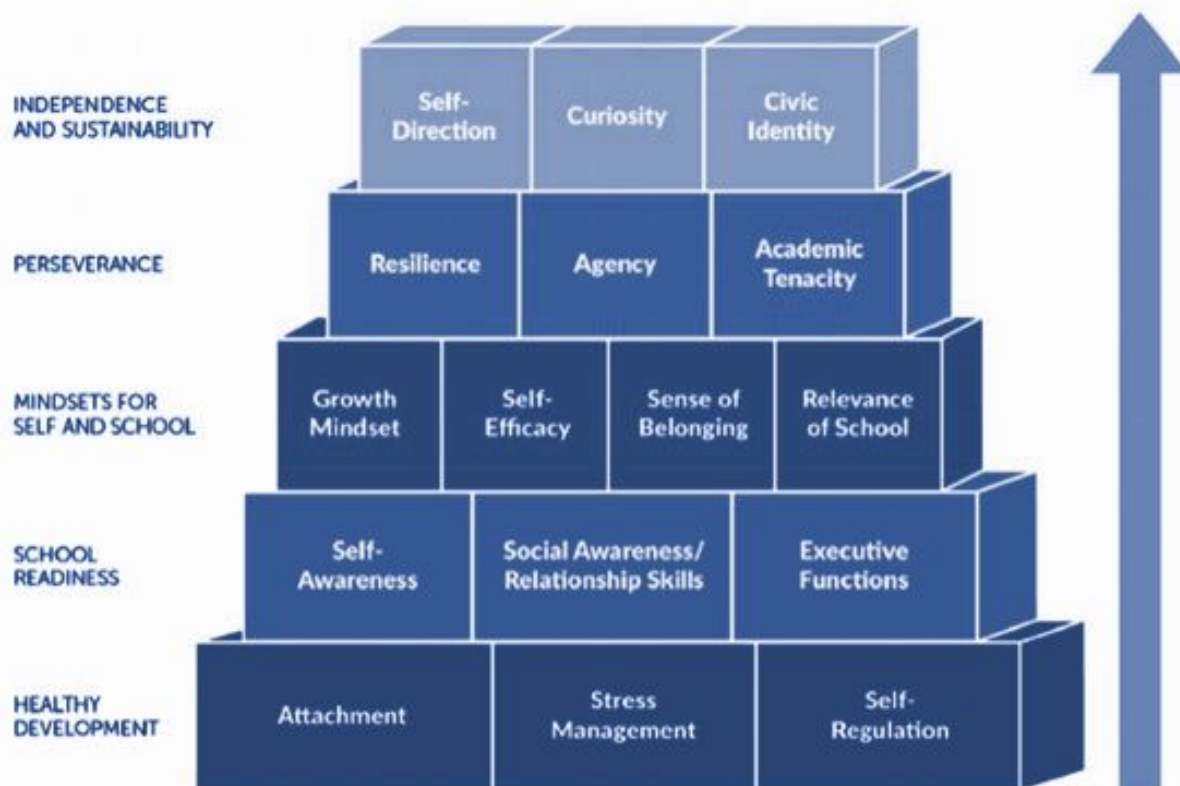 INDEPENDENCE
AND SUSTAINABILITY
Self-
Direction
Curiosity
Civic
Identity
PERSEVERANCE
Resilience
Agency
Academic
Tenacity
MINDSETS FOR
SELF AND SCHOOL
Growth
Mindset
Self-
Efficacy
Sense of
Belonging
Relevance
of School
SCHOOL
READINESS
Self-
Awareness
Social Awareness/
Relationship Skills
Executive
Functions
HEALTHY
DEVELOPMENT
Attachment
Stress
Management
Self-
Regulation